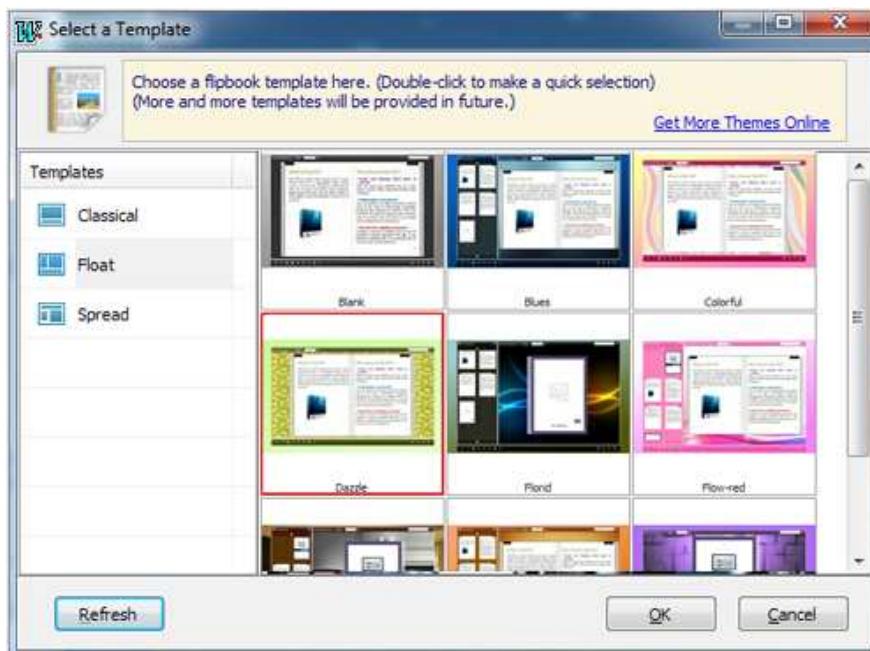 Select a Template
Choose a flipbook template here. (Double-click to make a quick selection)
(More and more templates will be provided in future.)
Get More Themes Online
Templates
Classical
Float
Spread
Blank
Blues
Colorful
Dazzle
Florid
Flow-red
Refresh
OK
Cancel